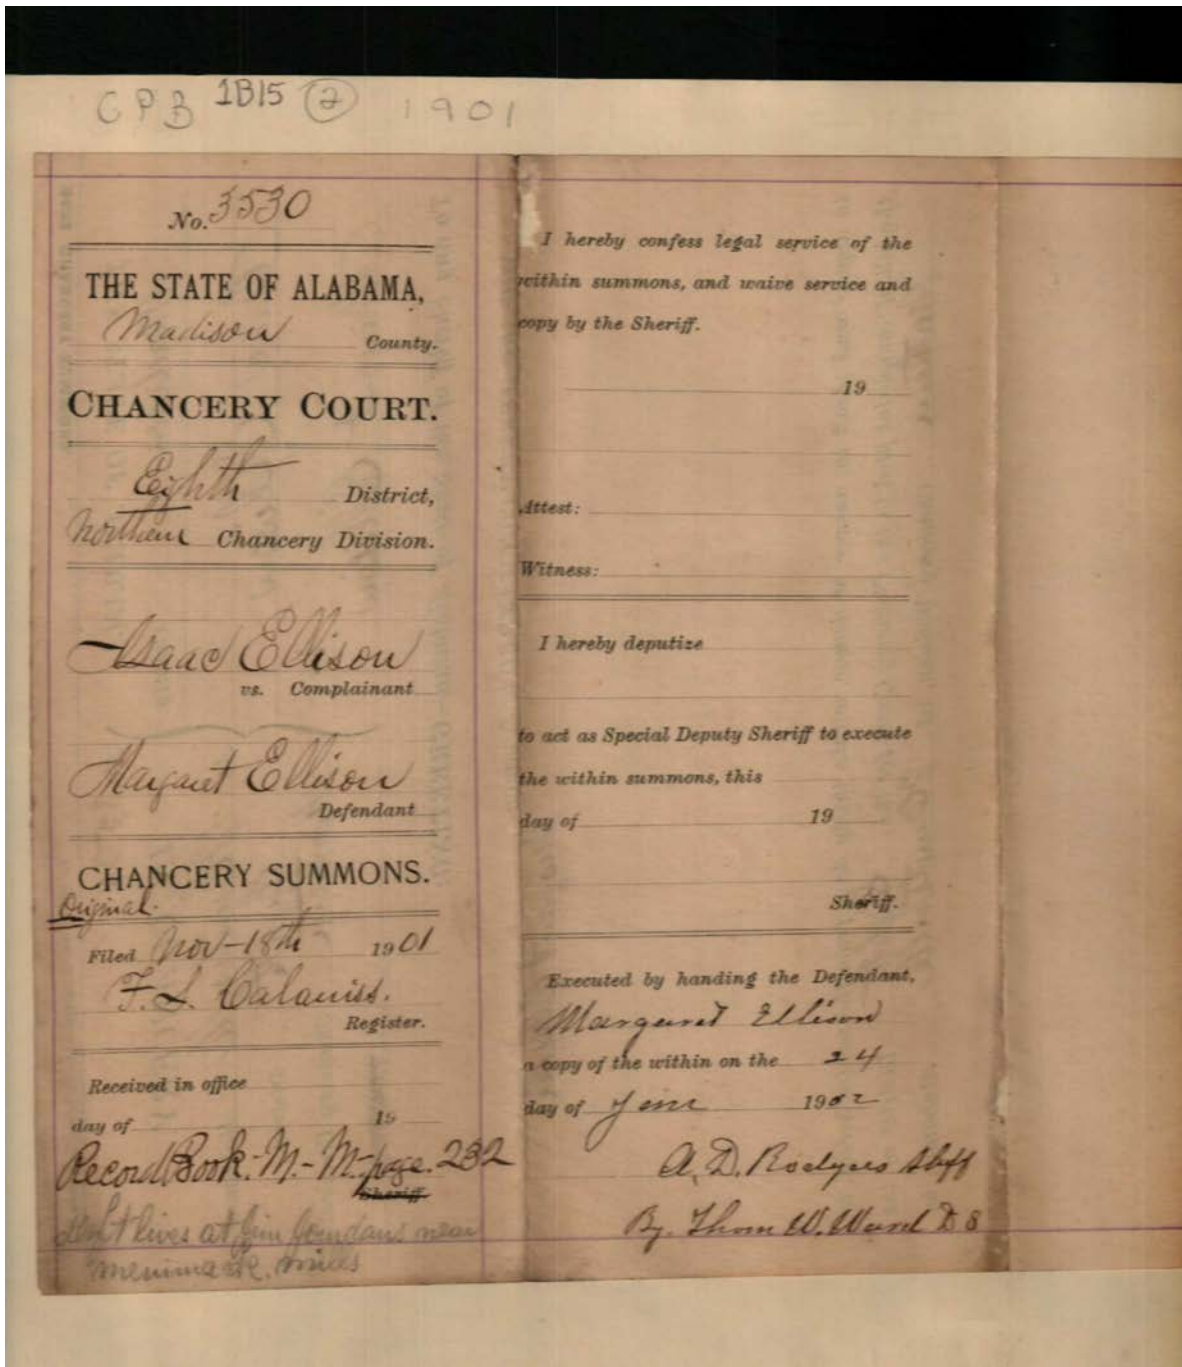 CPB 1B15 2 1901
No. 3530
THE STATE OF ALABAMA,
Madison County.
CHANCERY COURT.
Eighth District,
Northern Chancery Division.
Isaac Ellison
vs. Complainant
Margaret Ellison
Defendant
CHANCERY SUMMONS.
Original.
Filed Nov-18th 1901
F. L.
Register.
Received in office
day of 19
Record Book. M.-M- page. 232
Sheriff
lives at Jim near
I hereby confess legal service of the
within summons, and waive service and
copy by the Sheriff.
19
Attest:
Witness:
I hereby deputize
to act as Special Deputy Sheriff to execute
the within summons, this
day of 19
Sheriff.
Executed by handing the Defendant,
Margaret Ellison
a copy of the within on the 24
day of 1902
A. D. Rodgers Shff
By. Thom W. Ward D S